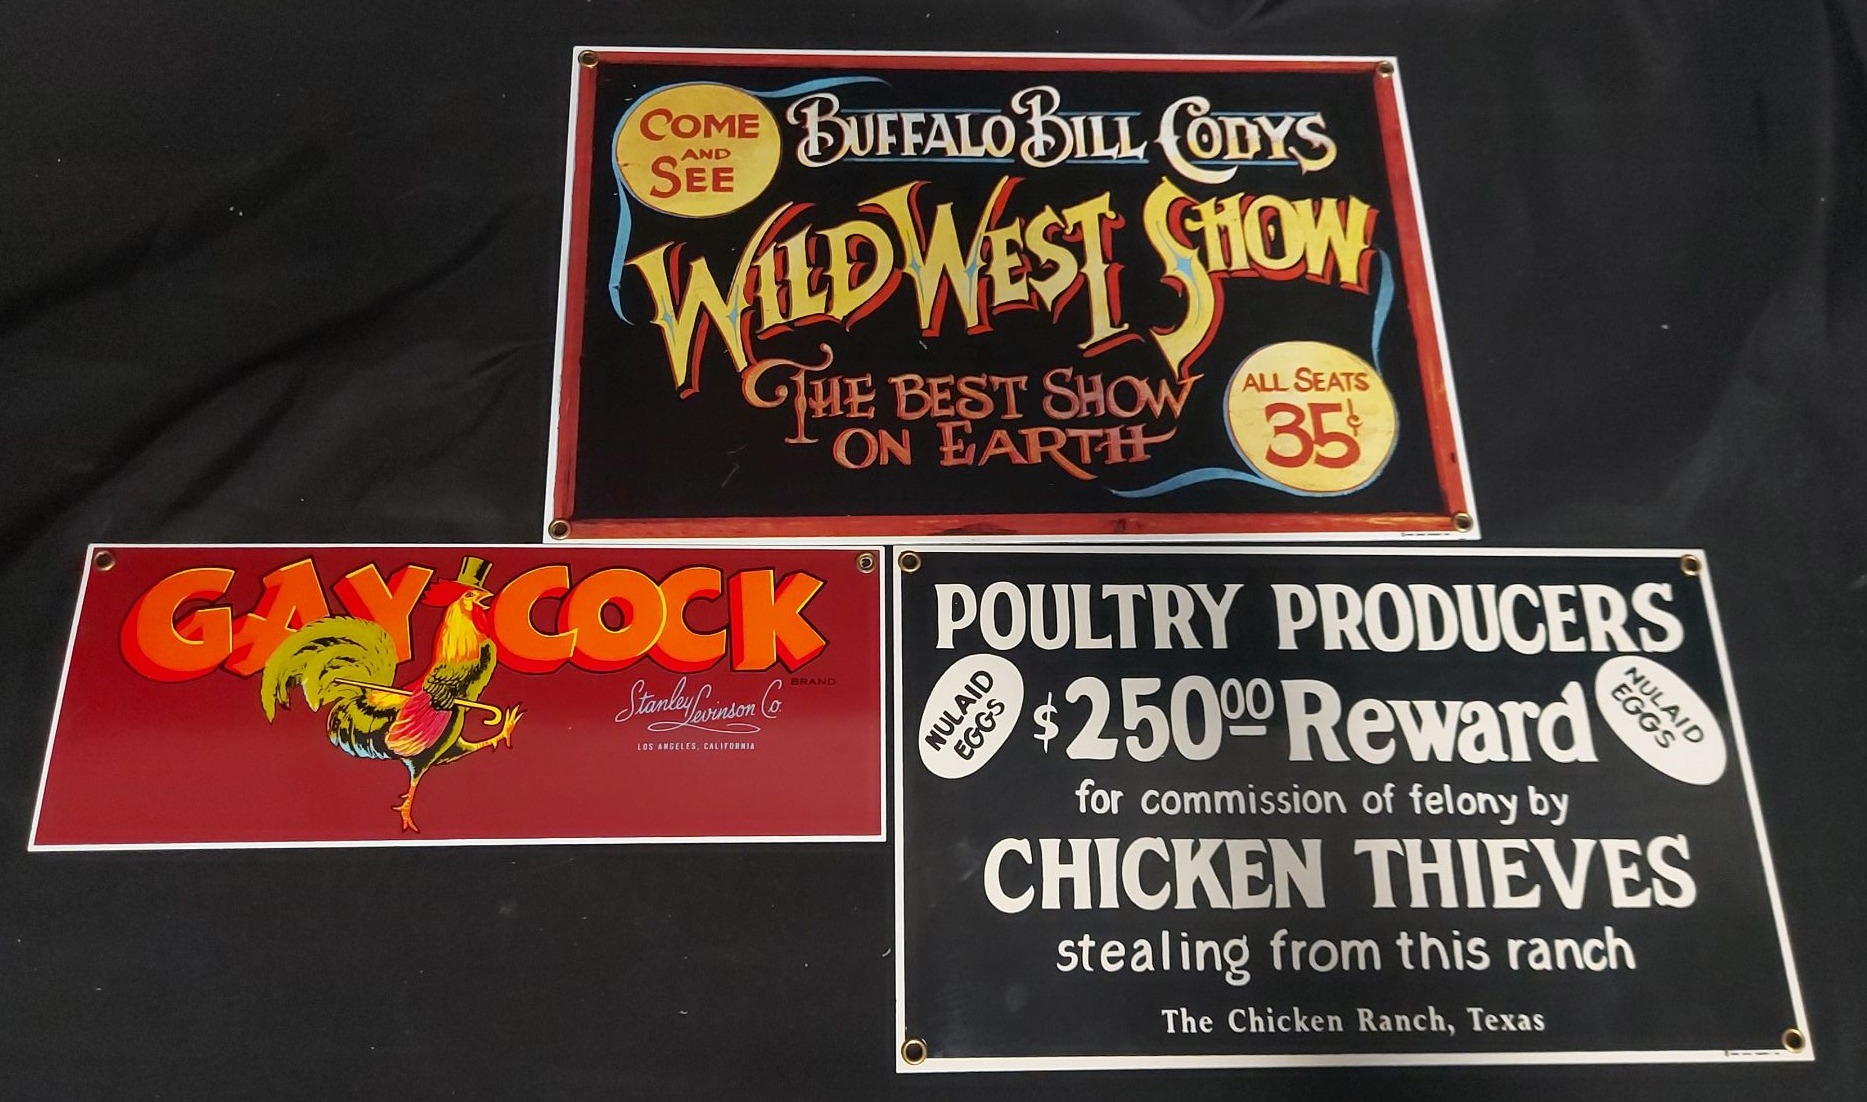 COME
AND
SEE
BUFFALO BILL CODYS
WILD WEST SHOW
THE BEST SHOW
ON EARTH
ALL SEATS
35¢
GAY COCK
BRAND
Stanley Levinson Co.
LOS ANGELES, CALIFORNIA
POULTRY PRODUCERS
NULAID
EGGS
$25000 Reward
NULAID
EGGS
for commission of felony by
CHICKEN THIEVES
stealing from this ranch
The Chicken Ranch, Texas